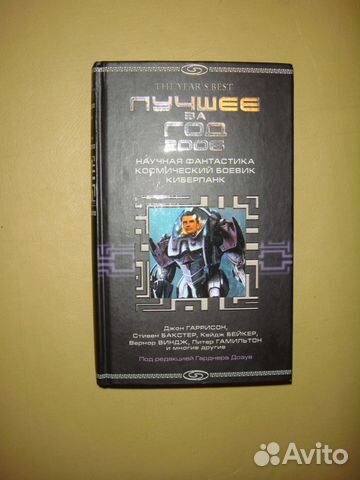 THE YEAR'S BEST
ЛУЧШЕЕ
ЗА
ГОД
2006
НАУЧНАЯ ФАНТАСТИКА
КОСМИЧЕСКИЙ БОЕВИК
КИБЕРПАНК
Джон ГАРРИСОН,
Стивен БАКСТЕР, Кейдж БЕЙКЕР,
Вернор ВИНДЖ, Питер ГАМИЛЬТОН
и многие другие
Под редакцией Гарднера Дозуа
Avito